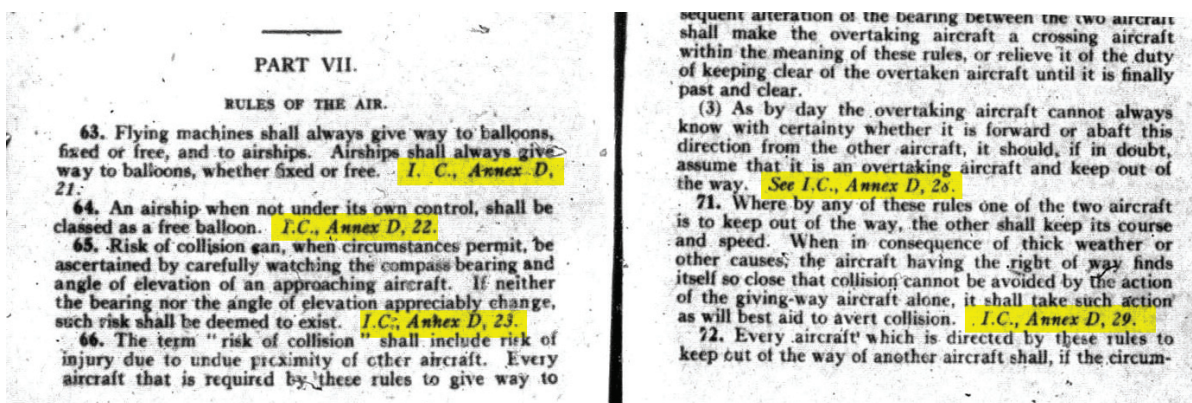 PART VII.
RULES OF THE AIR.
63. Flying machines shall always give way to balloons,
fixed or free, and to airships. Airships shall always give
way to balloons, whether fixed or free. I. C., Annex D,
21.
64. An airship when not under its own control, shall be
classed as a free balloon. I.C., Annex D, 22.
65. Risk of collision can, when circumstances permit, be
ascertained by carefully watching the compass bearing and
angle of elevation of an approaching aircraft. If neither
the bearing nor the angle of elevation appreciably change,
such risk shall be deemed to exist. I.C., Annex D, 23.
66. The term "risk of collision" shall include risk of
injury due to undue proximity of other aircraft. Every
aircraft that is required by these rules to give way to
sequent alteration of the bearing between the two aircraft
shall make the overtaking aircraft a crossing aircraft
within the meaning of these rules, or relieve it of the duty
of keeping clear of the overtaken aircraft until it is finally
past and clear.
(3) As by day the overtaking aircraft cannot always
know with certainty whether it is forward or abaft this
direction from the other aircraft, it should, if in doubt,
assume that it is an overtaking aircraft and keep out of
the way. See I.C., Annex D, 28.
71. Where by any of these rules one of the two aircraft
is to keep out of the way, the other shall keep its course
and speed. When in consequence of thick weather or
other causes, the aircraft having the right of way finds
itself so close that collision cannot be avoided by the action
of the giving-way aircraft alone, it shall take such action
as will best aid to avert collision. I.C., Annex D, 29.
72. Every aircraft which is directed by these rules to
keep out of the way of another aircraft shall, if the circum-